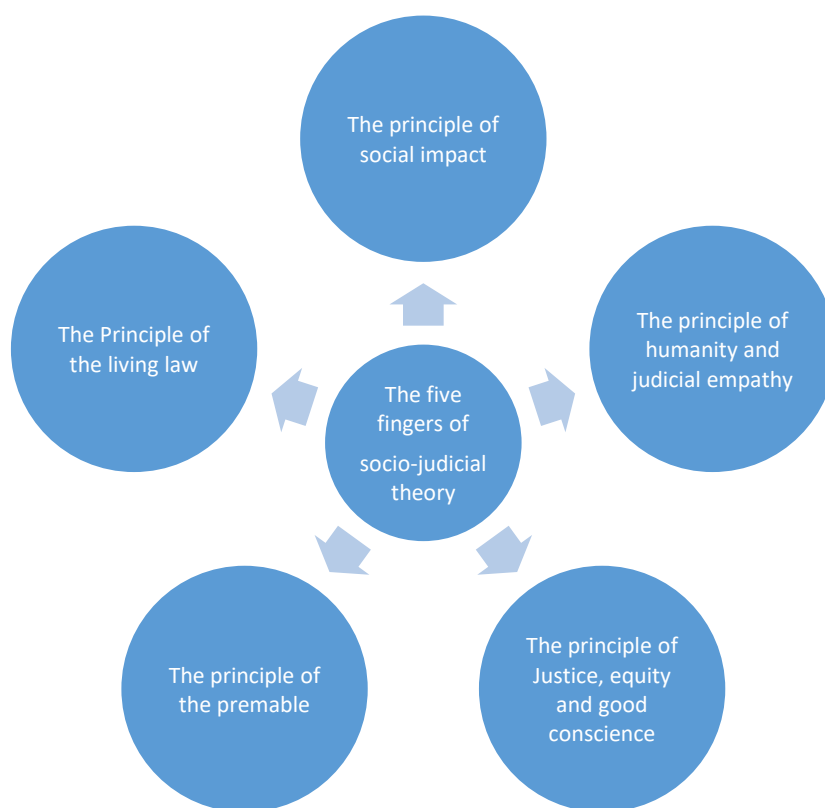 The principle of
social impact
The Principle of
the living law
The principle of
humanity and
judicial empathy
The five
fingers of
socio-judicial
theory
The principle of
the premable
The principle of
Justice, equity
and good
conscience